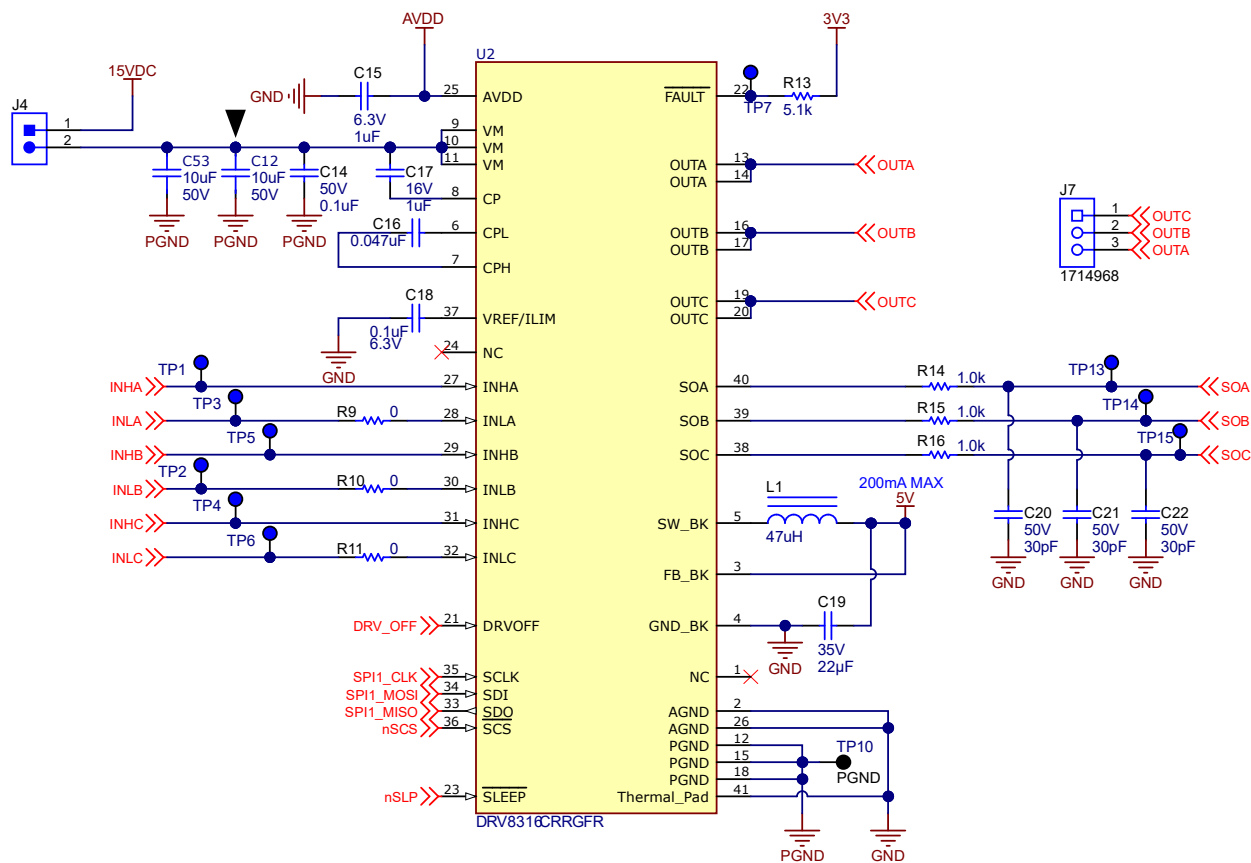 AVDD
3V3
U2
15VDC
C15
GND
6.3V
1uF
25
AVDD
FAULT
22
TP7
R13
5.1k
J4
1
2
9
VM
10
VM
11
VM
C53
10uF
50V
C12
10uF
50V
C14
50V
0.1uF
C17
16V
1uF
PGND
PGND
PGND
8
CP
C16
0.047uF
6
CPL
7
CPH
OUTA
13
OUTA
14
OUTA
OUTB
16
OUTB
17
OUTB
OUTC
19
OUTC
20
OUTC
J7
1
OUTC
2
OUTB
3
OUTA
1714968
C18
0.1uF
6.3V
37
VREF/ILIM
GND
24
NC
TP1
INHA
27
INHA
TP3
INLA
R9
0
28
INLA
TP5
INHB
29
INHB
TP2
INLB
R10
0
30
INLB
TP4
INHC
31
INHC
TP6
INLC
R11
0
32
INLC
SOA
40
R14
1.0k
TP13
SOA
SOB
39
R15
1.0k
TP14
SOB
SOC
38
R16
1.0k
TP15
SOC
L1
47uH
200mA MAX
5V
SW_BK
5
FB_BK
3
GND_BK
4
C19
35V
22µF
GND
C20
50V
30pF
C21
50V
30pF
C22
50V
30pF
GND
GND
GND
DRV_OFF
21
DRVOFF
SPI1_CLK
35
SCLK
SPI1_MOSI
34
SDI
SPI1_MISO
33
SDO
nSCS
36
SCS
nSLP
23
SLEEP
NC
1
AGND
2
AGND
26
PGND
12
PGND
15
PGND
18
Thermal_Pad
41
TP10
PGND
PGND
GND
DRV8316CRRGFR